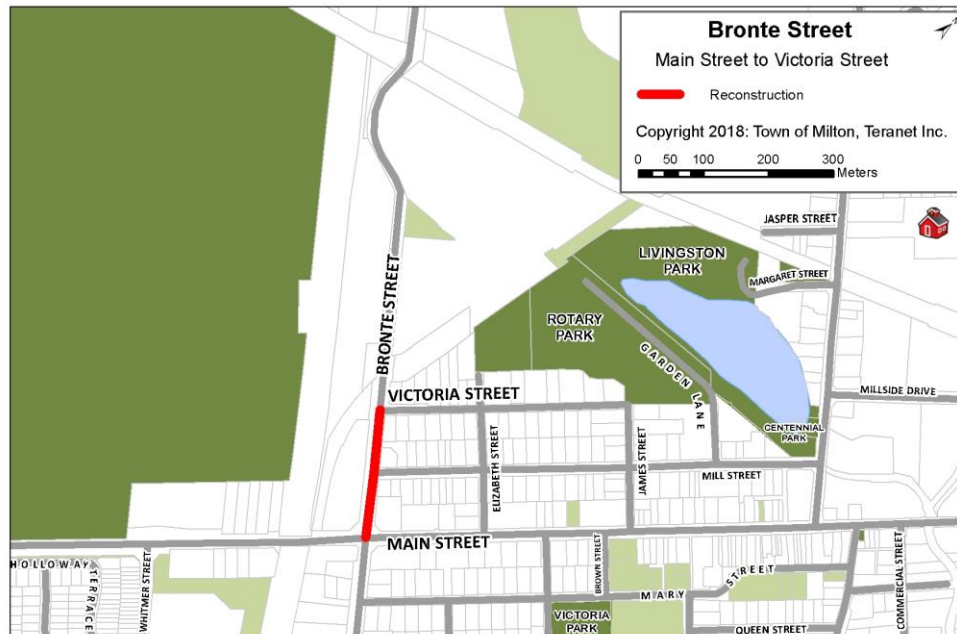 Bronte Street
Main Street to Victoria Street
Reconstruction
Copyright 2018: Town of Milton, Teranet Inc.
0 50 100 200 300
Meters
JASPER STREET
LIVINGSTON
PARK
MARGARET STREET
BRONTE STREET
ROTARY
PARK
GARDEN LANE
VICTORIA STREET
MILLSIDE DRIVE
CENTENNIAL
PARK
ELIZABETH STREET
JAMES STREET
MILL STREET
MAIN STREET
HOLLOWAY
TERRACE
WHITMER STREET
BROWN STREET
MARY STREET
COMMERCIAL STREET
VICTORIA
PARK
QUEEN STREET